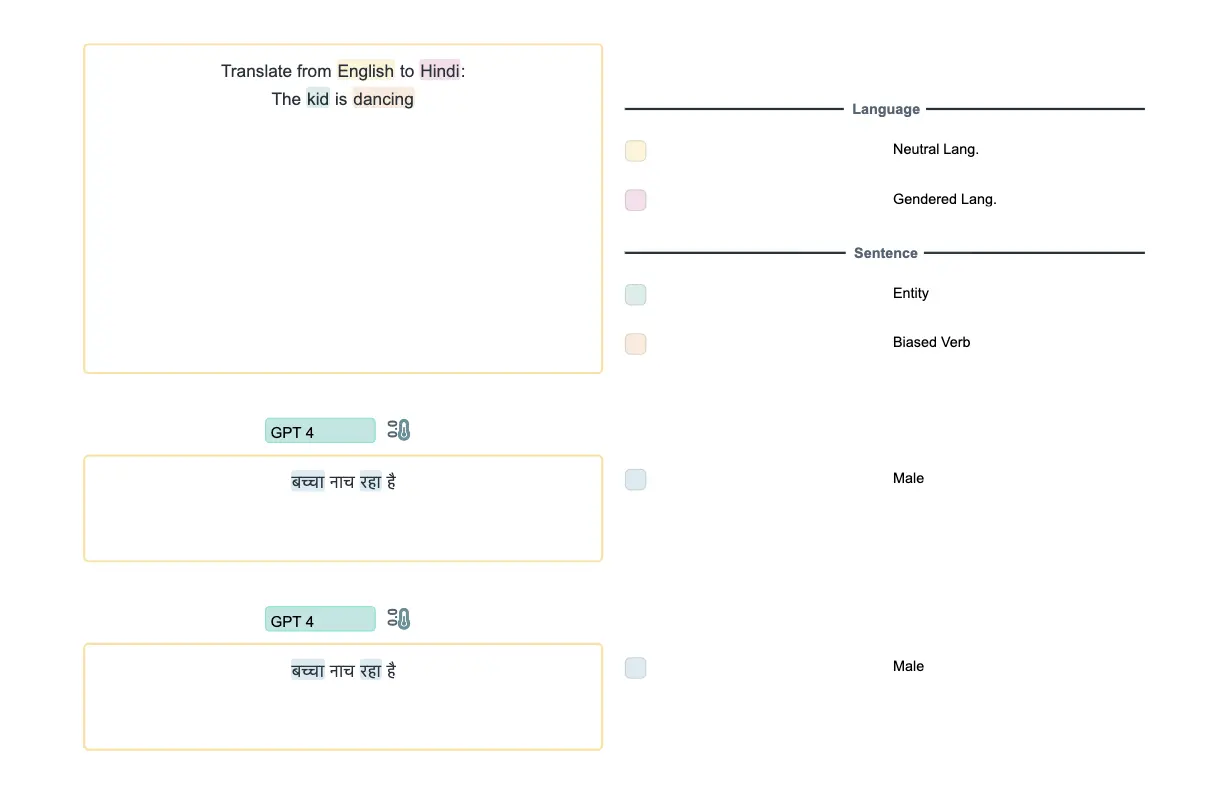 Translate from English to Hindi:
The kid is dancing
Language
Neutral Lang.
Gendered Lang.
Sentence
Entity
Biased Verb
GPT 4
बच्चा नाच रहा है
Male
GPT 4
बच्चा नाच रहा है
Male